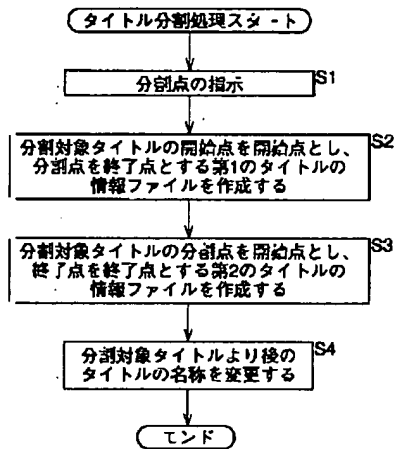 タイトル分割処理スタート
分割点の指示
S1
分割対象タイトルの開始点を開始点とし、
分割点を終了点とする第1のタイトルの
情報ファイルを作成する
S2
分割対象タイトルの分割点を開始点とし、
終了点を終了点とする第2のタイトルの
情報ファイルを作成する
S3
分割対象タイトルより後の
タイトルの名称を変更する
S4
エンド